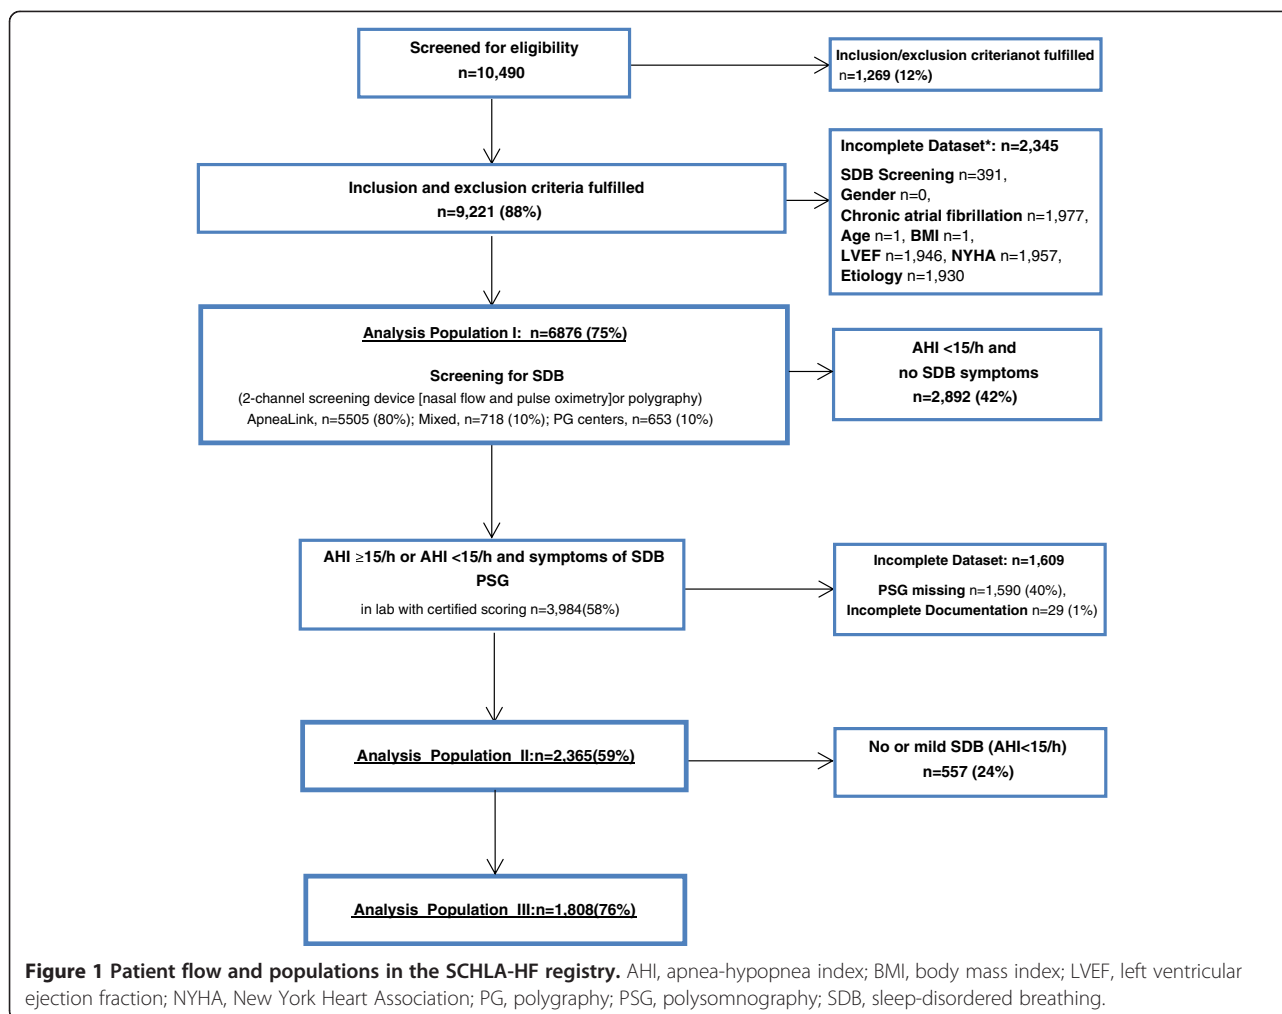 Screened for eligibility
n=10,490
Inclusion/exclusion criterianot fulfilled
n=1,269 (12%)
Inclusion and exclusion criteria fulfilled
n=9,221 (88%)
Incomplete Dataset*: n=2,345
SDB Screening n=391,
Gender n=0,
Chronic atrial fibrillation n=1,977,
Age n=1, BMI n=1,
LVEF n=1,946, NYHA n=1,957,
Etiology n=1,930
Analysis Population I: n=6876 (75%)
Screening for SDB
(2-channel screening device [nasal flow and pulse oximetry]or polygraphy)
ApneaLink, n=5505 (80%); Mixed, n=718 (10%); PG centers, n=653 (10%)
AHI <15/h and
no SDB symptoms
n=2,892 (42%)
AHI ≥15/h or AHI <15/h and symptoms of SDB
PSG
in lab with certified scoring n=3,984(58%)
Incomplete Dataset: n=1,609
PSG missing n=1,590 (40%),
Incomplete Documentation n=29 (1%)
Analysis Population II:n=2,365(59%)
No or mild SDB (AHI<15/h)
n=557 (24%)
Analysis Population III:n=1,808(76%)
Figure 1 Patient flow and populations in the SCHLA-HF registry. AHI, apnea-hypopnea index; BMI, body mass index; LVEF, left ventricular
ejection fraction; NYHA, New York Heart Association; PG, polygraphy; PSG, polysomnography; SDB, sleep-disordered breathing.